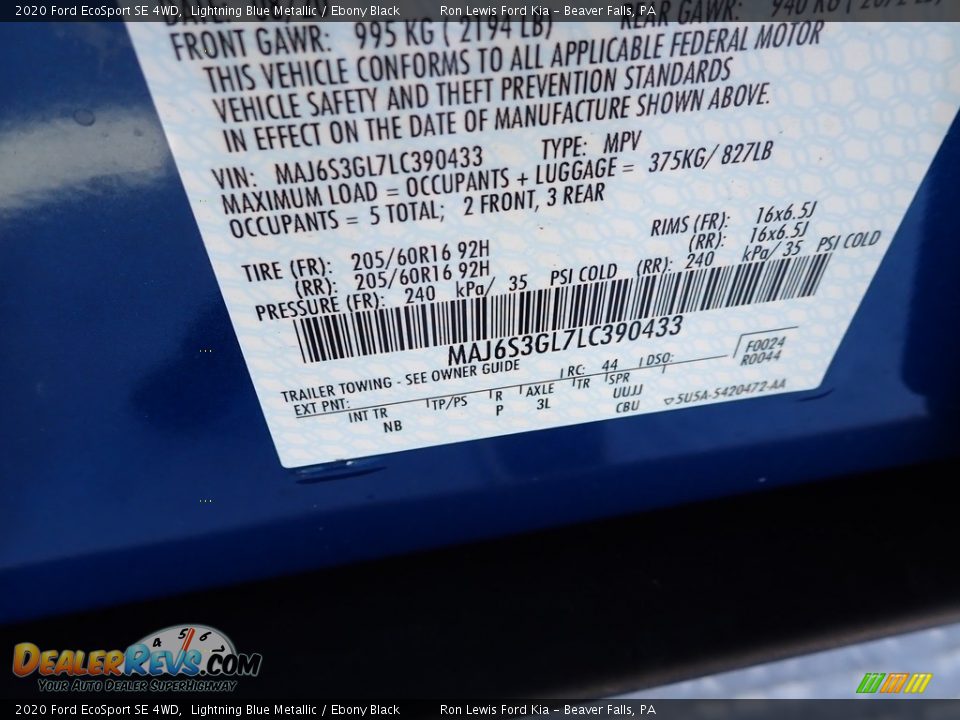 2020 Ford EcoSport SE 4WD, Lightning Blue Metallic / Ebony Black Ron Lewis Ford Kia - Beaver Falls, PA
REAR GAWR: 940 KG
FRONT GAWR: 995 KG ( 2194 LB)
THIS VEHICLE CONFORMS TO ALL APPLICABLE FEDERAL MOTOR
VEHICLE SAFETY AND THEFT PREVENTION STANDARDS
IN EFFECT ON THE DATE OF MANUFACTURE SHOWN ABOVE.
VIN: MAJ6S3GL7LC390433 TYPE: MPV
MAXIMUM LOAD = OCCUPANTS + LUGGAGE = 375KG/ 827LB
OCCUPANTS = 5 TOTAL; 2 FRONT, 3 REAR
TIRE (FR): 205/60R16 92H RIMS (FR): 16x6.5J
(RR): 205/60R16 92H (RR): 16x6.5J
PRESSURE (FR): 240 kPa/ 35 PSI COLD (RR): 240 kPa/ 35 PSI COLD
MAJ6S3GL7LC390433
TRAILER TOWING - SEE OWNER GUIDE
EXT PNT: RC: 44 DSO: F0024
R0044
INT TR TP/PS R AXLE TR SPR
NB P 3L UUJJ
CBU 5U5A-5420472-AA
4 5 6
DEALERREVS.COM
YOUR AUTO DEALER SUPERHIGHWAY
2020 Ford EcoSport SE 4WD, Lightning Blue Metallic / Ebony Black Ron Lewis Ford Kia - Beaver Falls, PA